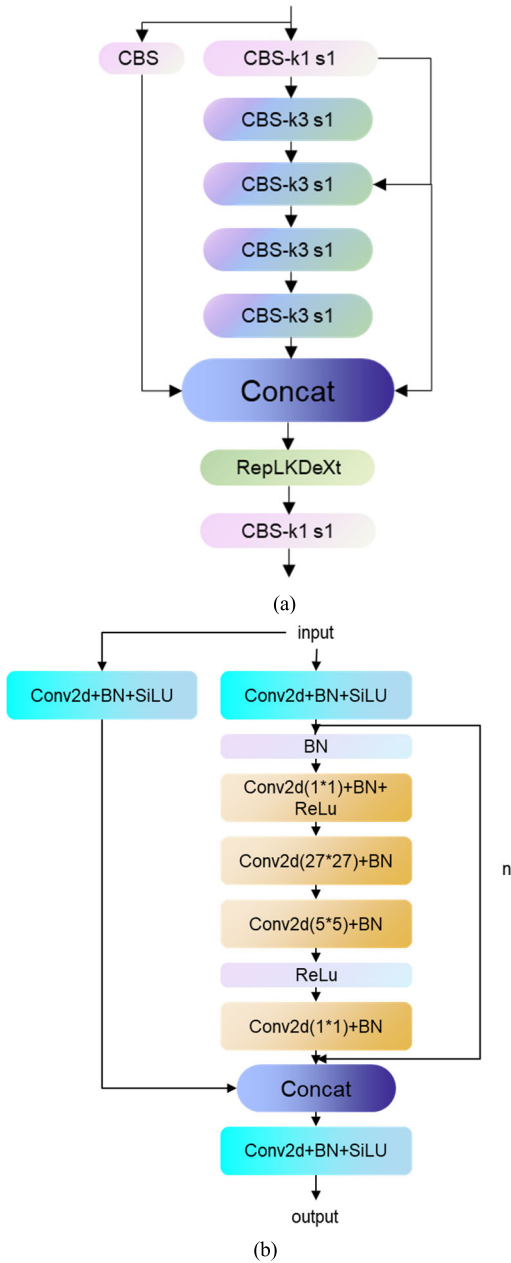 CBS
CBS-k1 s1
CBS-k3 s1
CBS-k3 s1
CBS-k3 s1
CBS-k3 s1
Concat
RepLKDeXt
CBS-k1 s1
(a)
input
Conv2d+BN+SiLU
Conv2d+BN+SiLU
BN
Conv2d(1*1)+BN+
ReLu
Conv2d(27*27)+BN
n
Conv2d(5*5)+BN
ReLu
Conv2d(1*1)+BN
Concat
Conv2d+BN+SiLU
output
(b)